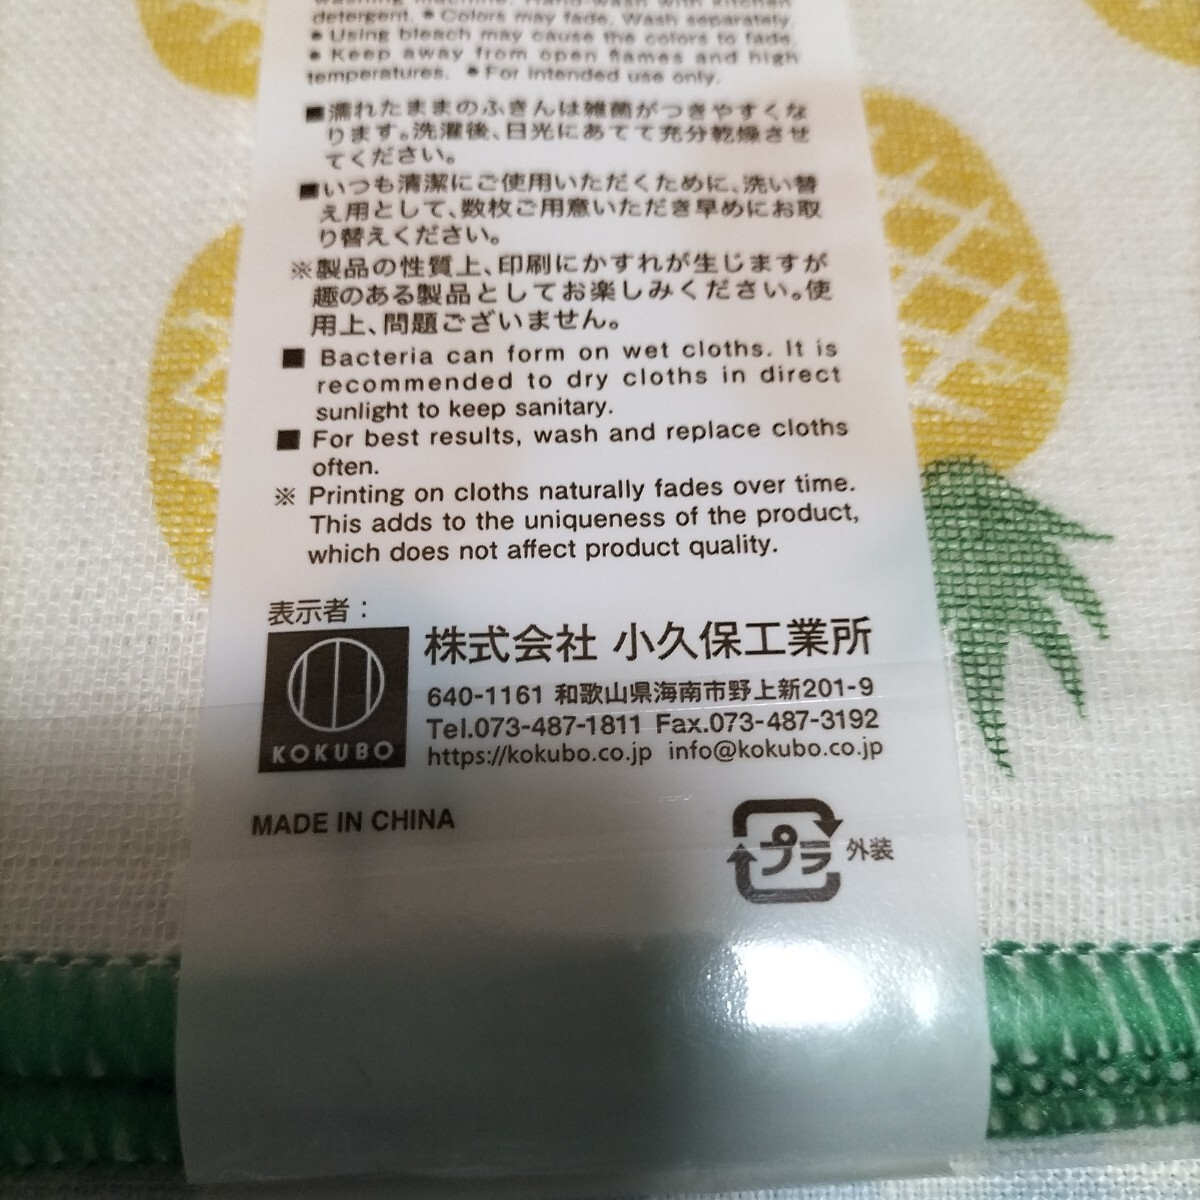 washing machine. Hand-wash with kitchen
detergent. ● Colors may fade. Wash separately.
● Using bleach may cause the colors to fade.
● Keep away from open flames and high
temperatures. ● For intended use only.
■濡れたままのふきんは雑菌がつきやすくな
ります。洗濯後、日光にあてて充分乾燥させ
てください。
■いつも清潔にご使用いただくために、洗い替
え用として、数枚ご用意いただき早めにお取
り替えください。
※製品の性質上、印刷にかすれが生じますが
趣のある製品としてお楽しみください。使
用上、問題ございません。
■ Bacteria can form on wet cloths. It is
recommended to dry cloths in direct
sunlight to keep sanitary.
■ For best results, wash and replace cloths
often.
※ Printing on cloths naturally fades over time.
This adds to the uniqueness of the product,
which does not affect product quality.
表示者：
KOKUBO
株式会社 小久保工業所
640-1161 和歌山県海南市野上新201-9
Tel.073-487-1811 Fax.073-487-3192
https://kokubo.co.jp info@kokubo.co.jp
MADE IN CHINA
プラ 外装